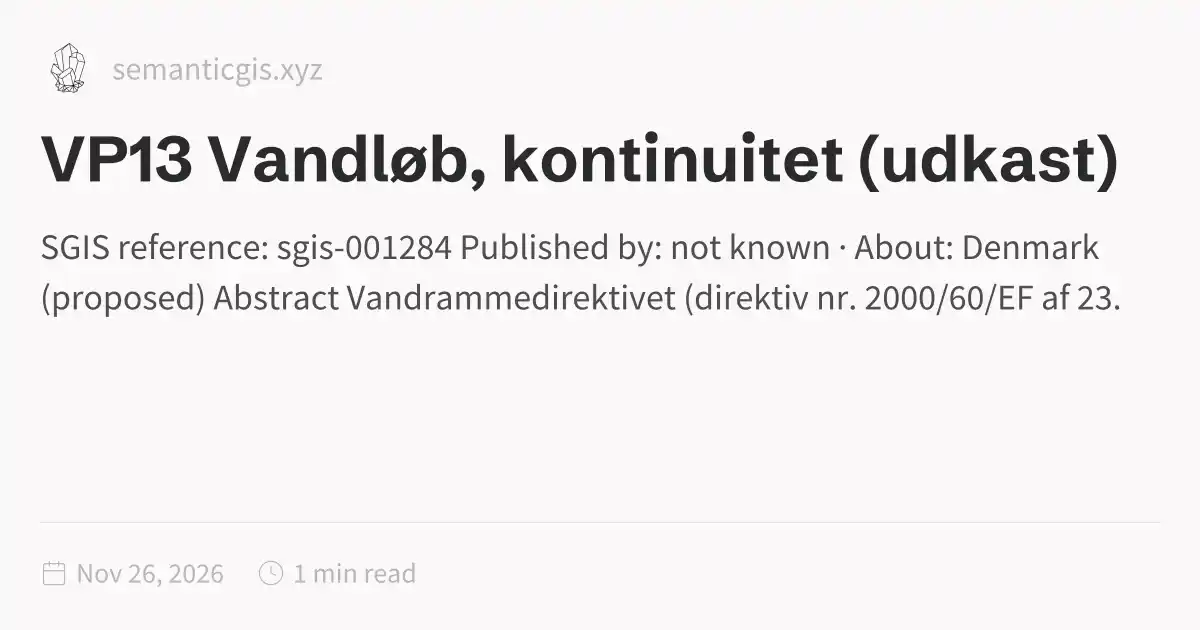 semanticgis.xyz
VP13 Vandløb, kontinuitet (udkast)
SGIS reference: sgis-001284 Published by: not known · About: Denmark
(proposed) Abstract Vandrammedirektivet (direktiv nr. 2000/60/EF af 23.
Nov 26, 2026 1 min read